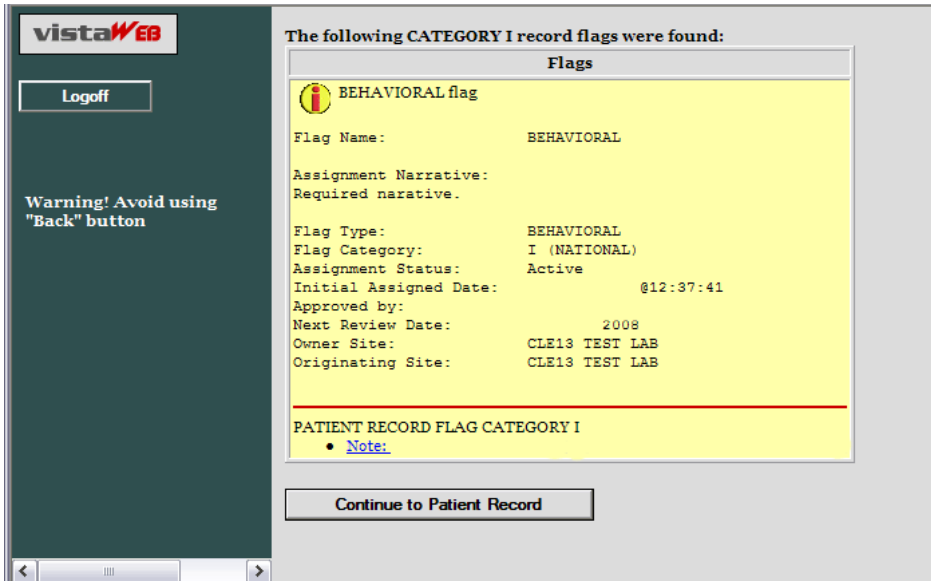 vistaWEB
Logoff
Warning! Avoid using
"Back" button
The following CATEGORY I record flags were found:
Flags
BEHAVIORAL flag
Flag Name: BEHAVIORAL
Assignment Narrative:
Required narative.
Flag Type: BEHAVIORAL
Flag Category: I (NATIONAL)
Assignment Status: Active
Initial Assigned Date: @12:37:41
Approved by:
Next Review Date: 2008
Owner Site: CLE13 TEST LAB
Originating Site: CLE13 TEST LAB
PATIENT RECORD FLAG CATEGORY I
• Note:
Continue to Patient Record